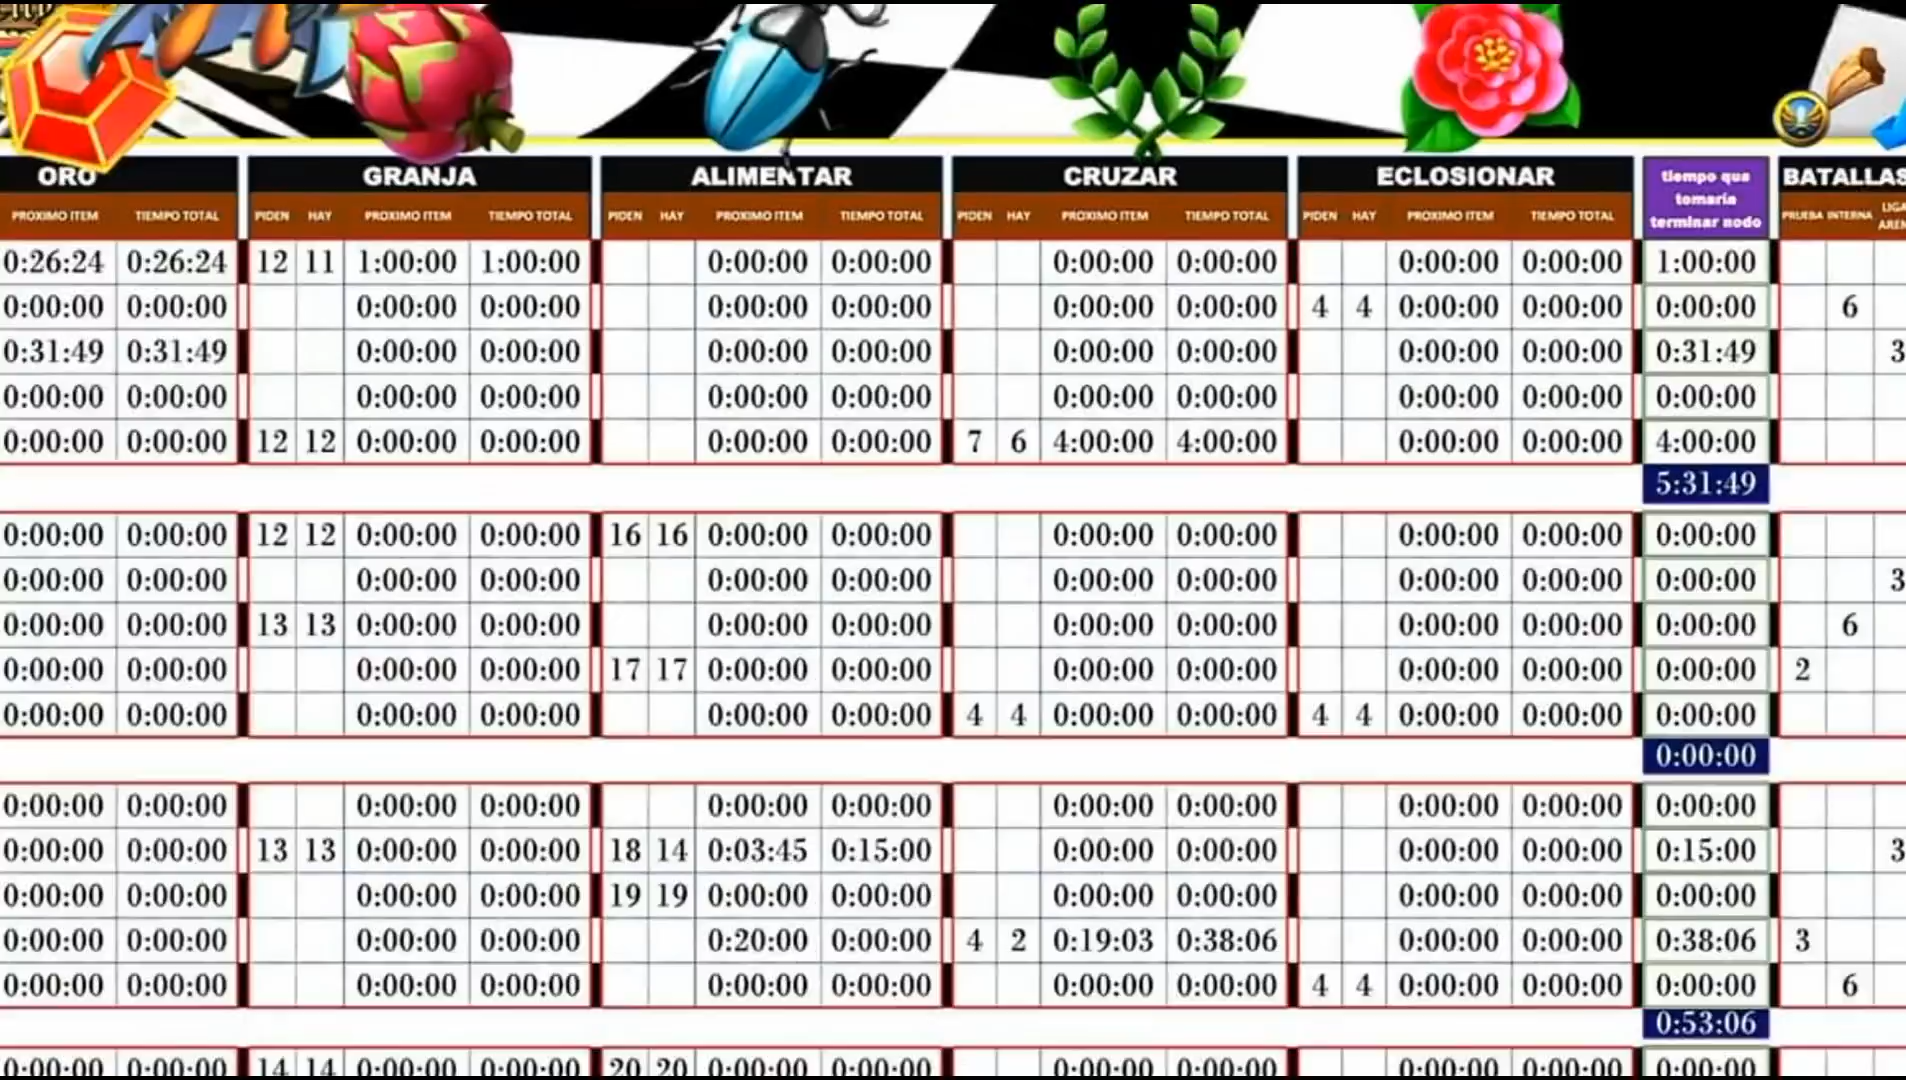 ORO GRANJA ALIMENTAR CRUZAR ECLOSIONAR tiempo que tomaria terminar nodo BATALLAS
PROXIMO ITEM TIEMPO TOTAL PIDEN HAY PROXIMO ITEM TIEMPO TOTAL PIDEN HAY PROXIMO ITEM TIEMPO TOTAL PIDEN HAY PROXIMO ITEM TIEMPO TOTAL PIDEN HAY PROXIMO ITEM TIEMPO TOTAL PRUEBA INTERNA LIGA AREN
0:26:24 0:26:24 12 11 1:00:00 1:00:00 0:00:00 0:00:00 0:00:00 0:00:00 0:00:00 0:00:00 1:00:00
0:00:00 0:00:00 0:00:00 0:00:00 0:00:00 0:00:00 0:00:00 0:00:00 4 4 0:00:00 0:00:00 0:00:00 6
0:31:49 0:31:49 0:00:00 0:00:00 0:00:00 0:00:00 0:00:00 0:00:00 0:00:00 0:00:00 0:31:49 3
0:00:00 0:00:00 0:00:00 0:00:00 0:00:00 0:00:00 0:00:00 0:00:00 0:00:00 0:00:00 0:00:00
0:00:00 0:00:00 12 12 0:00:00 0:00:00 0:00:00 0:00:00 7 6 4:00:00 4:00:00 0:00:00 0:00:00 4:00:00
5:31:49
0:00:00 0:00:00 12 12 0:00:00 0:00:00 16 16 0:00:00 0:00:00 0:00:00 0:00:00 0:00:00 0:00:00 0:00:00
0:00:00 0:00:00 0:00:00 0:00:00 0:00:00 0:00:00 0:00:00 0:00:00 0:00:00 0:00:00 0:00:00 3
0:00:00 0:00:00 13 13 0:00:00 0:00:00 0:00:00 0:00:00 0:00:00 0:00:00 0:00:00 0:00:00 0:00:00 6
0:00:00 0:00:00 0:00:00 0:00:00 17 17 0:00:00 0:00:00 0:00:00 0:00:00 0:00:00 0:00:00 0:00:00 2
0:00:00 0:00:00 0:00:00 0:00:00 0:00:00 0:00:00 4 4 0:00:00 0:00:00 4 4 0:00:00 0:00:00 0:00:00
0:00:00
0:00:00 0:00:00 0:00:00 0:00:00 0:00:00 0:00:00 0:00:00 0:00:00 0:00:00 0:00:00 0:00:00
0:00:00 0:00:00 13 13 0:00:00 0:00:00 18 14 0:03:45 0:15:00 0:00:00 0:00:00 0:00:00 0:00:00 0:15:00 3
0:00:00 0:00:00 0:00:00 0:00:00 19 19 0:00:00 0:00:00 0:00:00 0:00:00 0:00:00 0:00:00 0:00:00
0:00:00 0:00:00 0:00:00 0:00:00 0:20:00 0:00:00 4 2 0:19:03 0:38:06 0:00:00 0:00:00 0:38:06 3
0:00:00 0:00:00 0:00:00 0:00:00 0:00:00 0:00:00 0:00:00 0:00:00 4 4 0:00:00 0:00:00 0:00:00 6
0:53:06
0:00:00 0:00:00 14 14 0:00:00 0:00:00 20 20 0:00:00 0:00:00 0:00:00 0:00:00 0:00:00 0:00:00 0:00:00